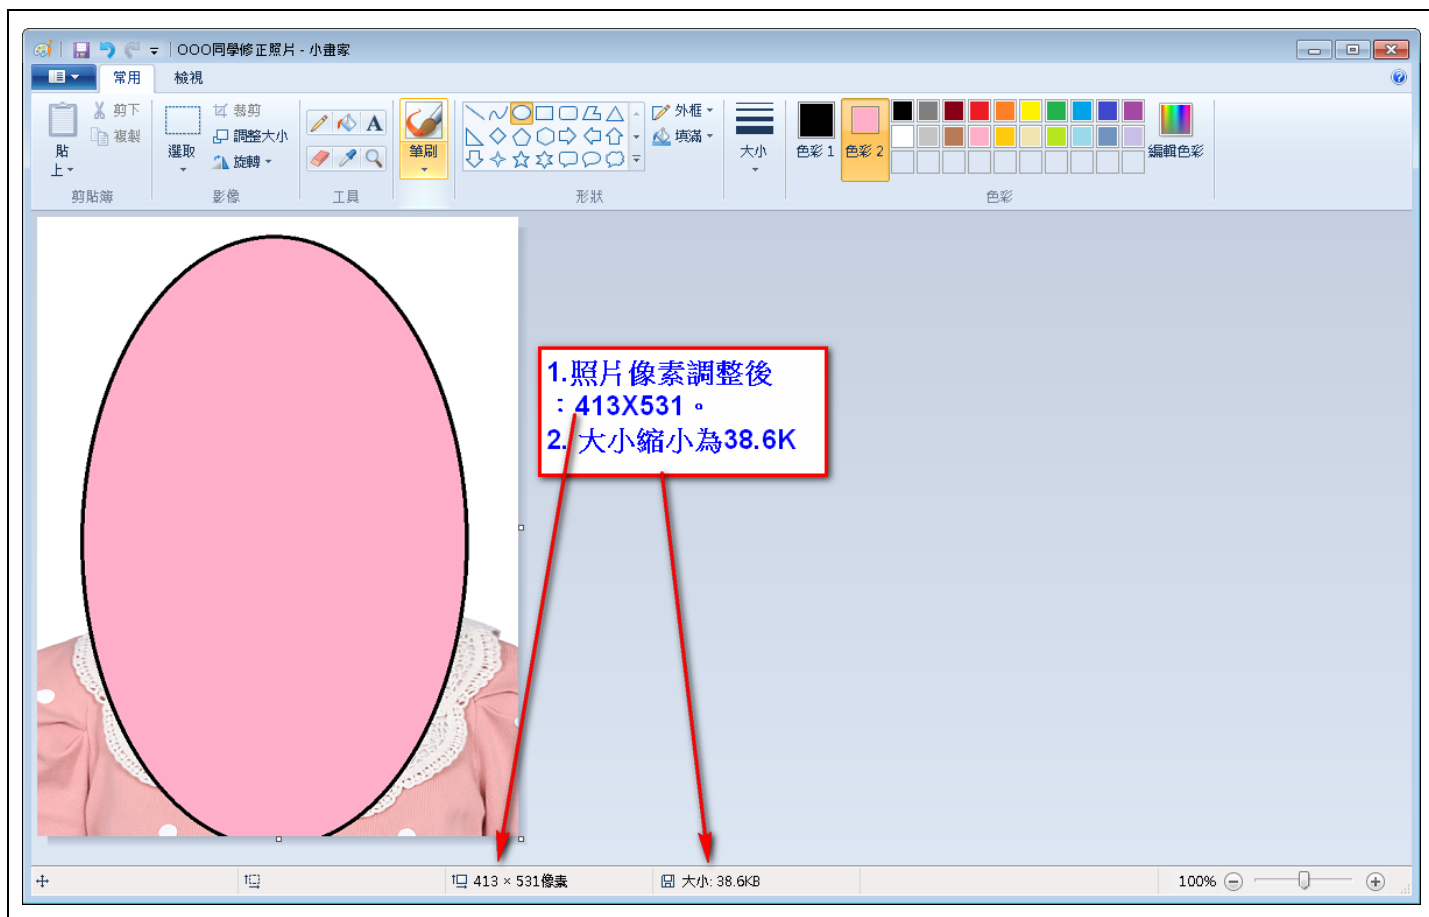 OOO同學修正照片 - 小畫家
常用 檢視
剪下
複製
貼上
剪貼簿
選取
裁剪
調整大小
旋轉
影像
A
工具
筆刷
外框
填滿
形狀
大小
色彩 1
色彩 2
編輯色彩
色彩
1.照片像素調整後
：413X531。
2. 大小縮小為38.6K
413 × 531像素
大小: 38.6KB
100%